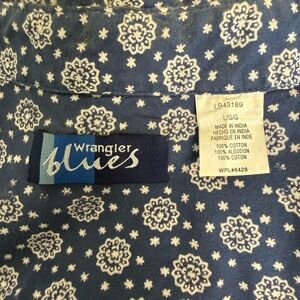 Wrangler
blues
LB43189
L/G/G
MADE IN INDIA
HECHO EN INDIA
FABRIQUE EN INDE
100% COTTON
100% ALGODON
100% COTON
WPL#6428